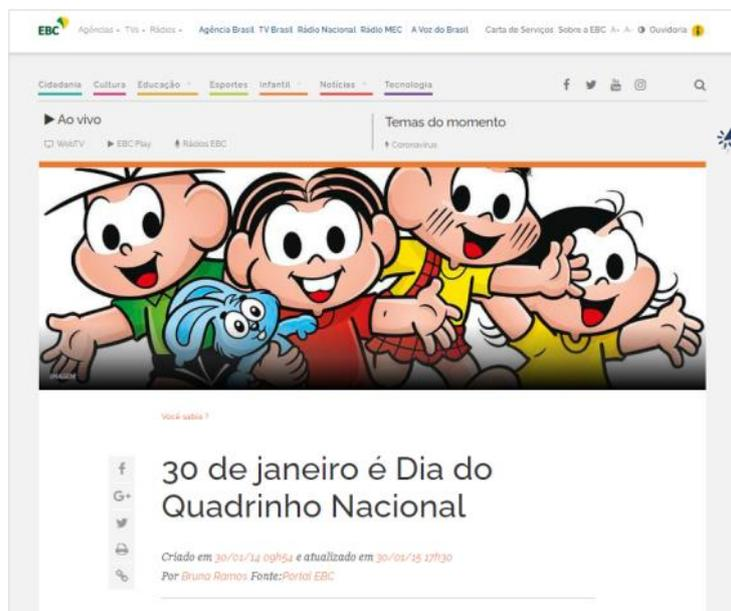 EBC Agências TVs Rádios Agência Brasil TV Brasil Rádio Nacional Rádio MEC A Voz do Brasil Carta de Serviços Sobre a EBC A+ A- Ouvidoria i
Cidadania Cultura Educação Esportes Infantil Notícias Tecnologia
Ao vivo
WebTV EBC Play Rádios EBC
Temas do momento
Coronavírus
IMAGEM
Você sabia ?
30 de janeiro é Dia do
Quadrinho Nacional
Criado em 30/01/14 09h54 e atualizado em 30/01/15 17h30
Por Bruna Ramos Fonte:Portal EBC